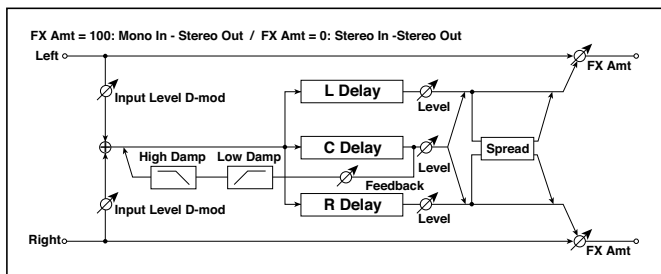 FX Amt = 100: Mono In - Stereo Out / FX Amt = 0: Stereo In -Stereo Out
Left
FX Amt
Input Level D-mod
L Delay
Level
High Damp
Low Damp
C Delay
Level
Spread
Feedback
Input Level D-mod
R Delay
Level
Right
FX Amt